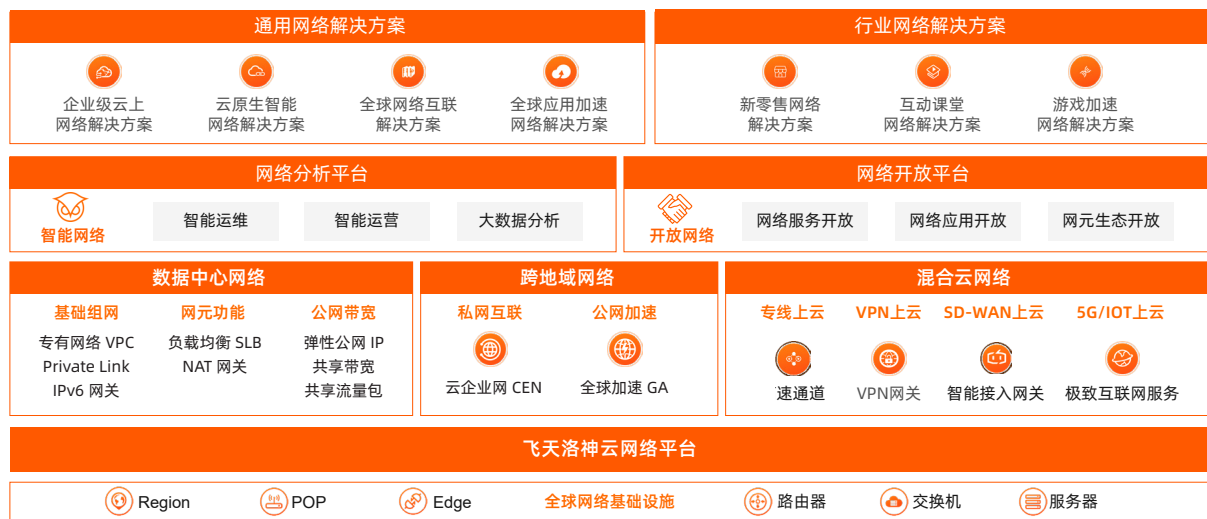 通用网络解决方案
企业级云上
网络解决方案
云原生智能
网络解决方案
全球网络互联
解决方案
全球应用加速
网络解决方案
行业网络解决方案
新零售网络
解决方案
互动课堂
网络解决方案
游戏加速
网络解决方案
网络分析平台
智能网络
智能运维
智能运营
大数据分析
网络开放平台
开放网络
网络服务开放
网络应用开放
网元生态开放
数据中心网络
基础组网
专有网络 VPC
Private Link
IPv6 网关
网元功能
负载均衡 SLB
NAT 网关
公网带宽
弹性公网 IP
共享带宽
共享流量包
跨地域网络
私网互联
云企业网 CEN
公网加速
全球加速 GA
混合云网络
专线上云
速通道
VPN上云
VPN网关
SD-WAN上云
智能接入网关
5G/IOT上云
极致互联网服务
飞天洛神云网络平台
Region
POP
Edge
全球网络基础设施
路由器
交换机
服务器